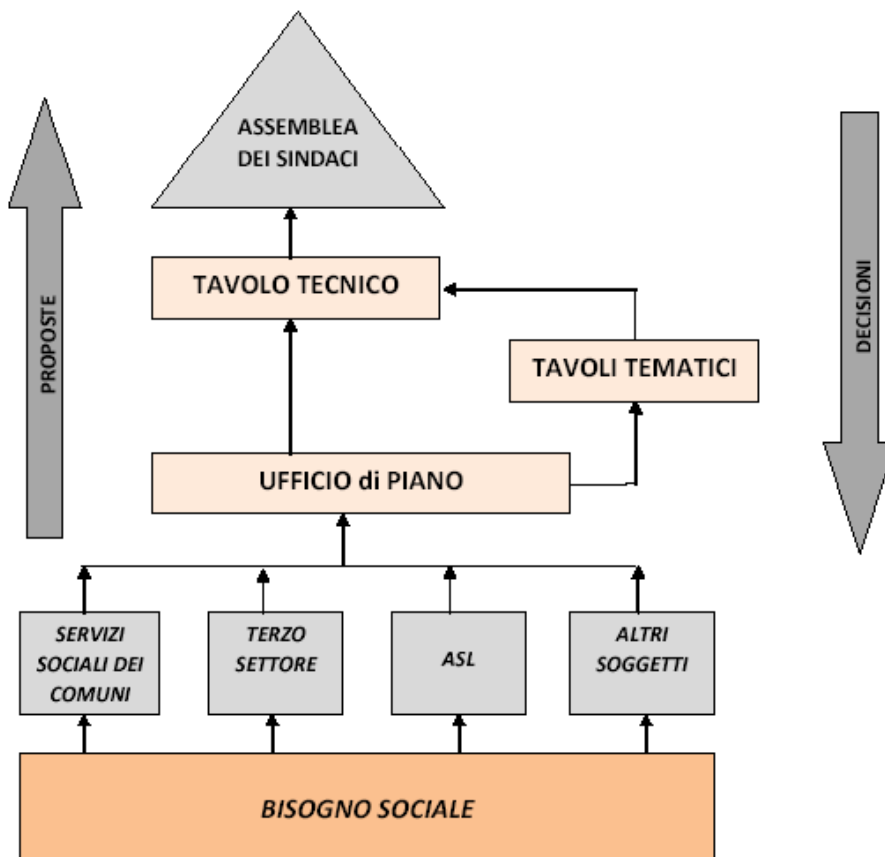 ASSEMBLEA
DEI SINDACI
PROPOSTE
TAVOLO TECNICO
DECISIONI
TAVOLI TEMATICI
UFFICIO di PIANO
SERVIZI
SOCIALI DEI
COMUNI
TERZO
SETTORE
ASL
ALTRI
SOGGETTI
BISOGNO SOCIALE